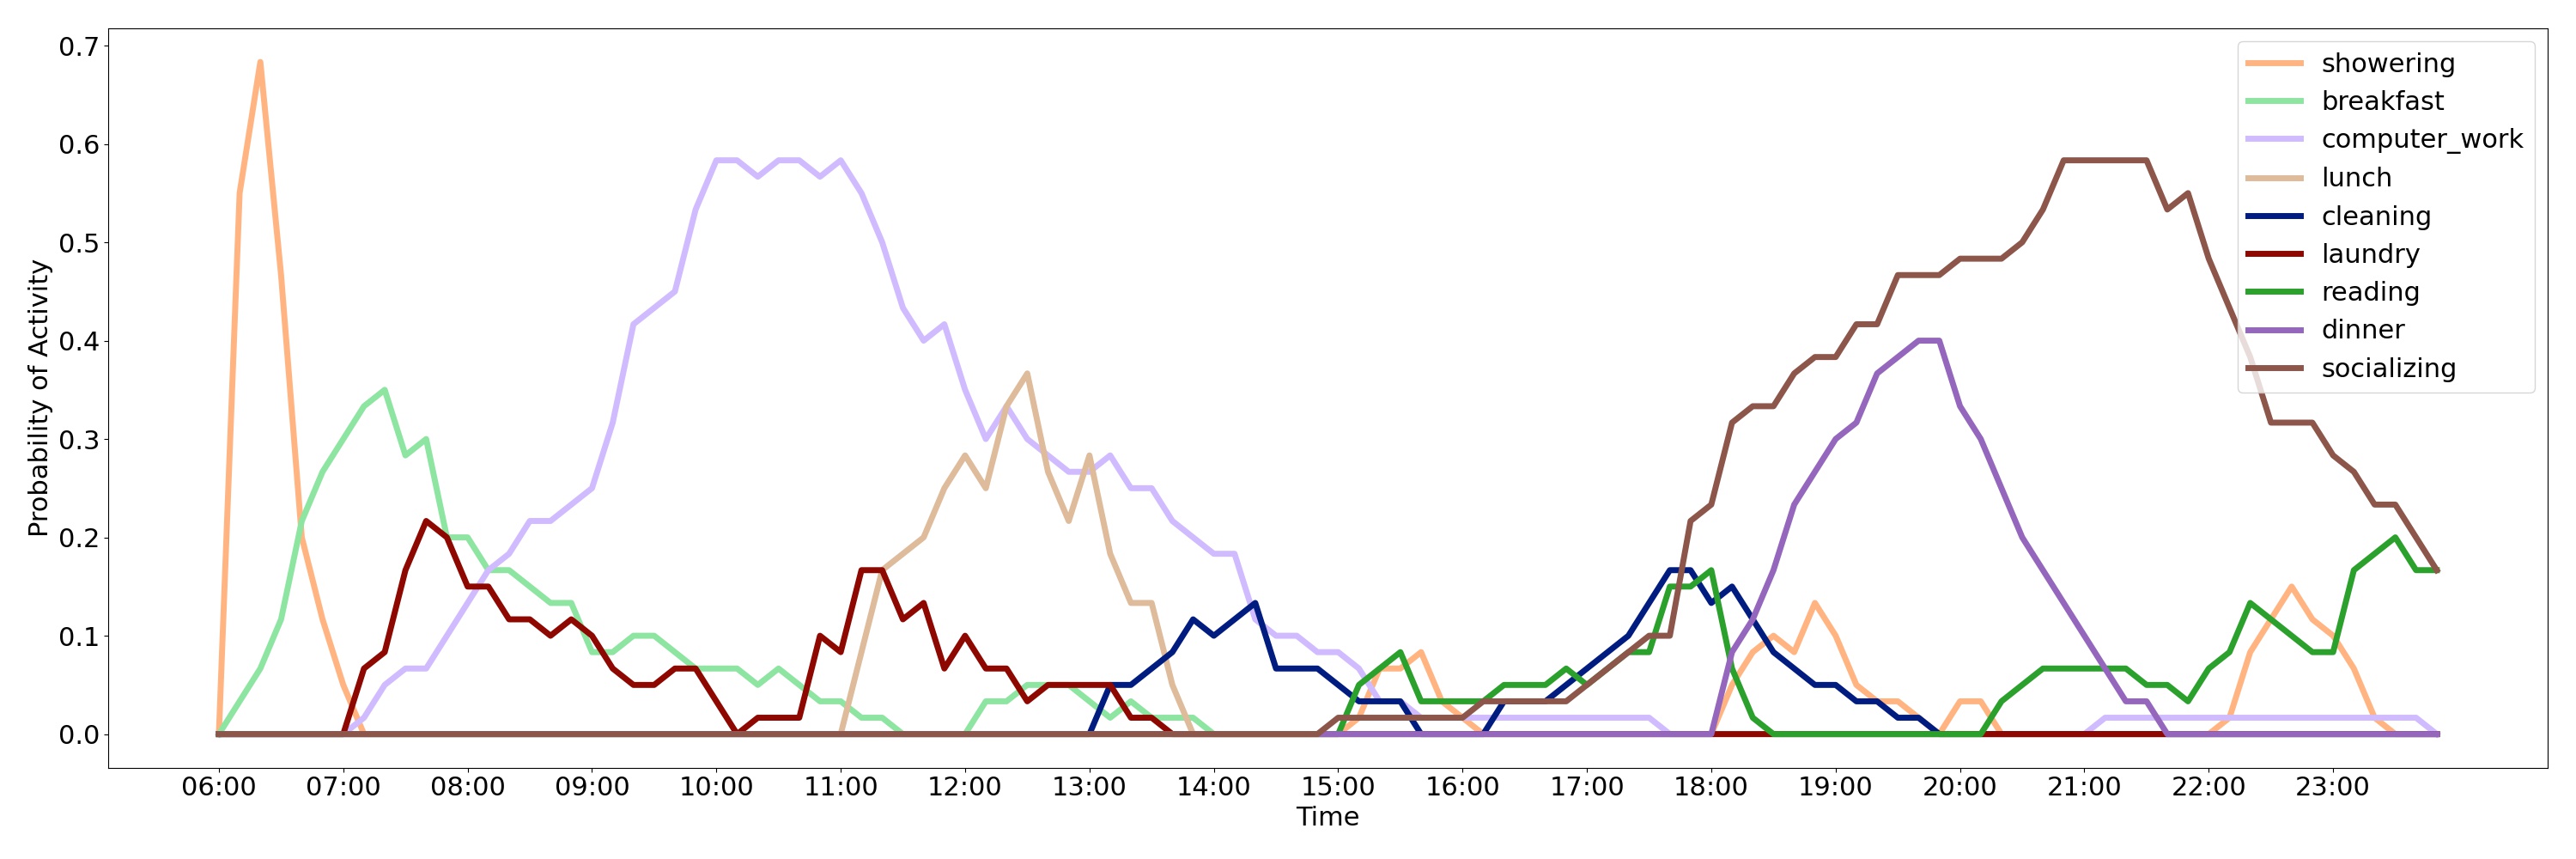 0.7
0.6
0.5
0.4
0.3
0.2
0.1
0.0
Probability of Activity
showering
breakfast
computer_work
lunch
cleaning
laundry
reading
dinner
socializing
06:00 07:00 08:00 09:00 10:00 11:00 12:00 13:00 14:00 15:00 16:00 17:00 18:00 19:00 20:00 21:00 22:00 23:00
Time